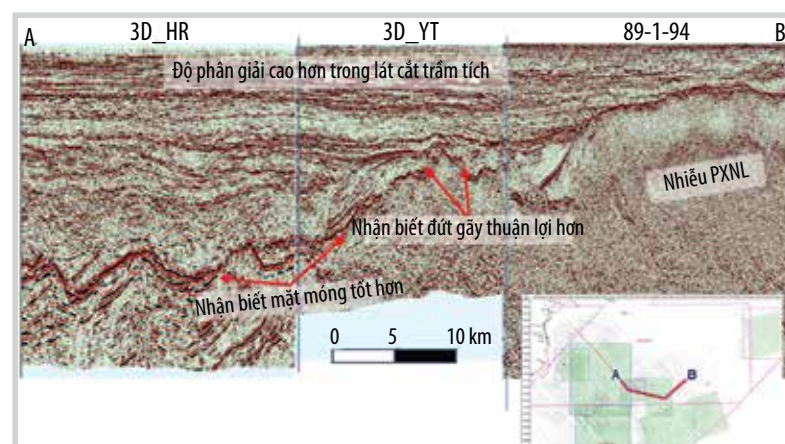 A 3D_HR 3D_YT 89-1-94 B
Độ phân giải cao hơn trong lát cắt trầm tích
Nhiễu PXNL
Nhận biết đứt gãy thuận lợi hơn
Nhận biết mặt móng tốt hơn
0 5 10 km
A B